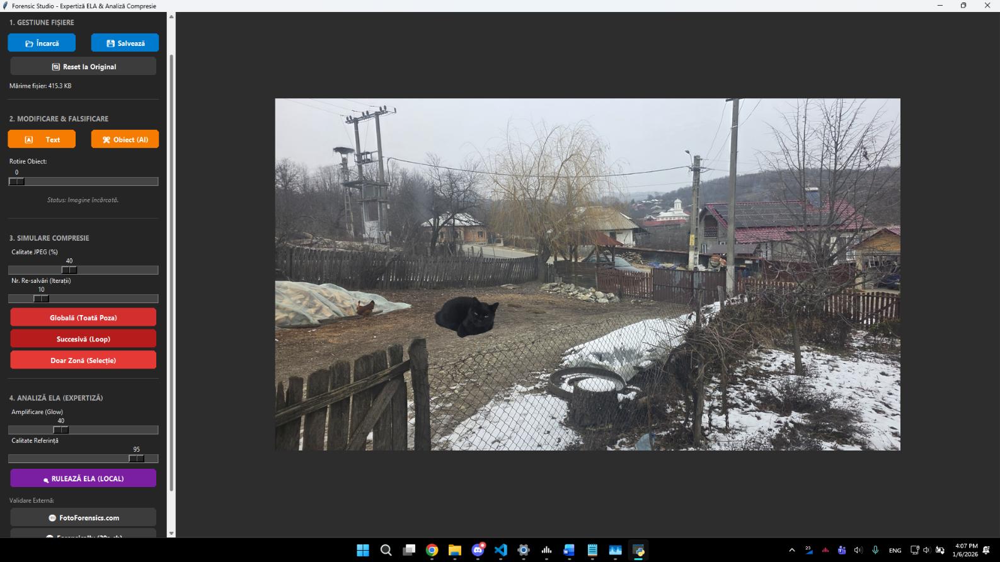 Forensic Studio - Expertiză ELA & Analiză Compresie
1. GESTIUNE FIȘIERE
Încarcă
Salvează
Reset la Original
Mărime fișier: 415.3 KB
2. MODIFICARE & FALSIFICARE
Text
Obiect (AI)
Rotire Obiect:
0
Status: Imagine încărcată.
3. SIMULARE COMPRESIE
Calitate JPEG (%)
40
Nr. Re-salvări (Iterații)
10
Globală (Toată Poza)
Succesivă (Loop)
Doar Zonă (Selecție)
4. ANALIZĂ ELA (EXPERTIZĂ)
Amplificare (Glow)
40
Calitate Referință
95
RULEAZĂ ELA (LOCAL)
Validare Externă:
FotoForensics.com
23
ENG
4:07 PM
1/6/2026